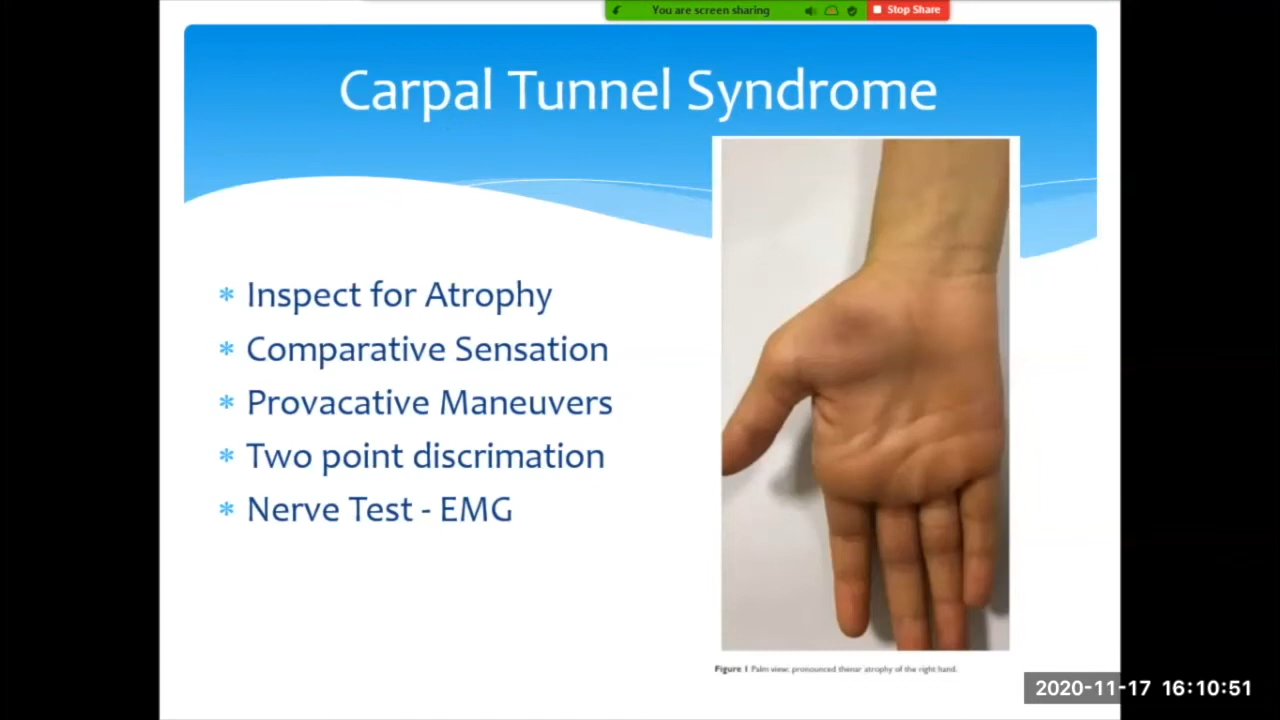 You are screen sharing
Stop Share
Carpal Tunnel Syndrome
* Inspect for Atrophy
* Comparative Sensation
* Provacative Maneuvers
* Two point discrimation
* Nerve Test - EMG
Figure 1 Palm view: pronounced thenar atrophy of the right hand.
2020-11-17 16:10:51